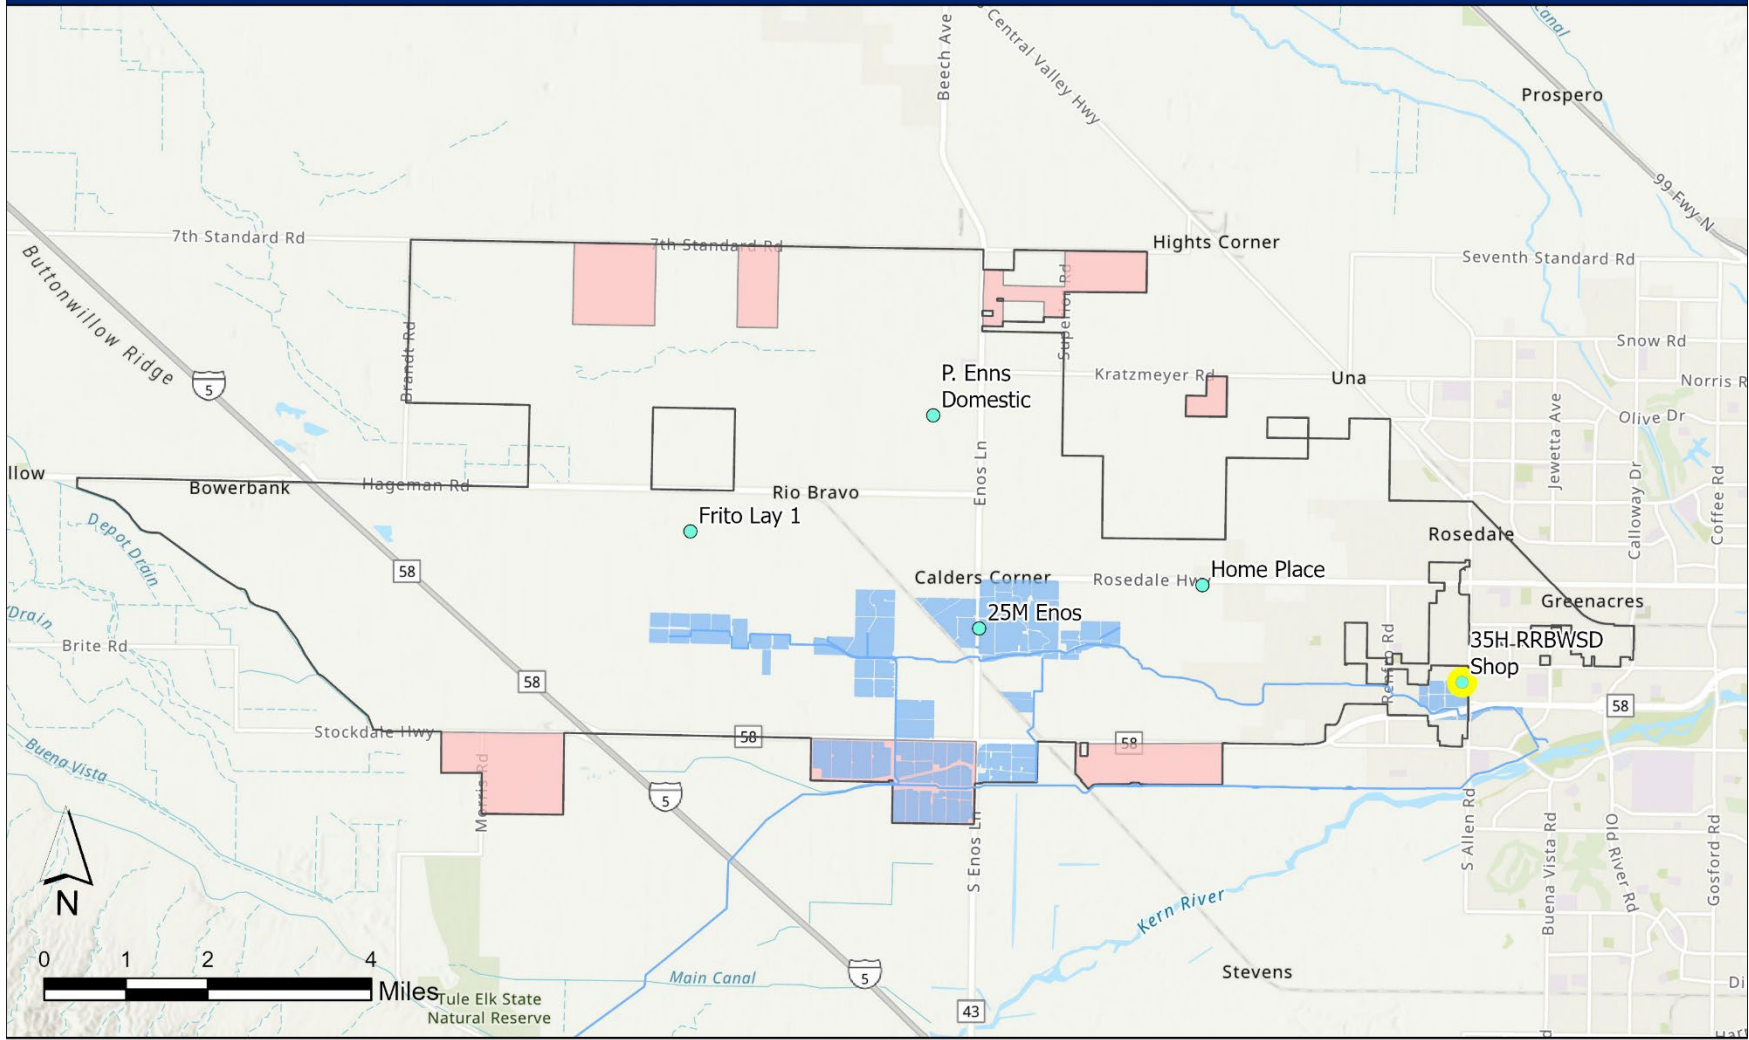 Canal
Central Valley Hwy
Beech Ave
Prospero
99 Fwy N
7th Standard Rd
7th Standard Rd
Hights Corner
Seventh Standard Rd
Buttonwillow Ridge
Superior Rd
Brandt Rd
Snow Rd
5
P. Enns
Domestic
Kratzmeyer Rd
Una
Norris R
Olive Dr
Jewetta Ave
Enos Ln
Calloway Dr
Coffee Rd
llow
Bowerbank
Hageman Rd
Rio Bravo
Frito Lay 1
Depot Drain
Rosedale
58
Calders Corner
Rosedale Hwy
Home Place
Drain
25M Enos
Greenacres
Brite Rd
Renfro Rd
35H-RRBWSD
Shop
58
58
Stockdale Hwy
58
58
Buena Vista
Morris Rd
5
S Allen Rd
Buena Vista Rd
Old River Rd
Gosford Rd
S Enos Ln
N
Kern River
0 1 2 4
Miles
Main Canal
5
Stevens
Di
Tule Elk State
Natural Reserve
43
d